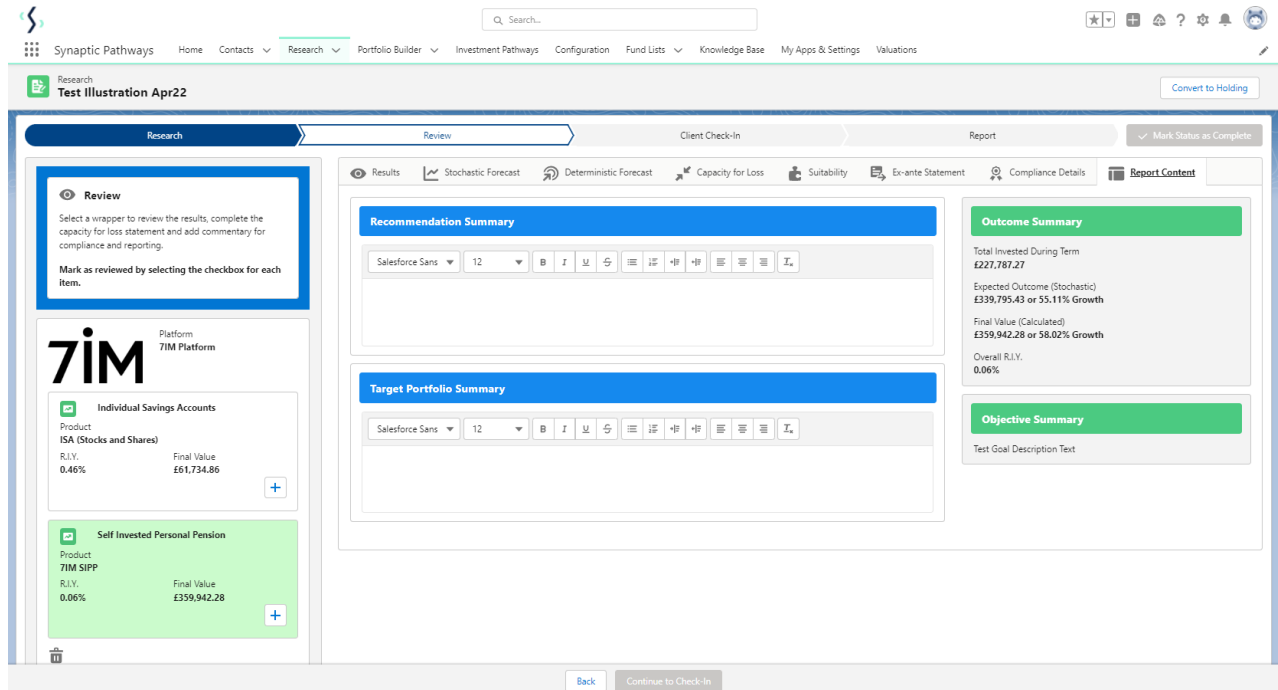 Search...
Synaptic Pathways Home Contacts Research Portfolio Builder Investment Pathways Configuration Fund Lists Knowledge Base My Apps & Settings Valuations
Research
Test Illustration Apr22
Convert to Holding
Research Review Client Check-In Report Mark Status as Complete
Review
Select a wrapper to review the results, complete the
capacity for loss statement and add commentary for
compliance and reporting.
Mark as reviewed by selecting the checkbox for each
item.
7iM
Platform
7IM Platform
Individual Savings Accounts
Product
ISA (Stocks and Shares)
R.I.Y. Final Value
0.46% £61,734.86
Self Invested Personal Pension
Product
7IM SIPP
R.I.Y. Final Value
0.06% £359,942.28
Results Stochastic Forecast Deterministic Forecast Capacity for Loss Suitability Ex-ante Statement Compliance Details Report Content
Recommendation Summary
Salesforce Sans 12 B I U S
Target Portfolio Summary
Salesforce Sans 12 B I U S
Outcome Summary
Total Invested During Term
£227,787.27
Expected Outcome (Stochastic)
£339,795.43 or 55.11% Growth
Final Value (Calculated)
£359,942.28 or 58.02% Growth
Overall R.I.Y.
0.06%
Objective Summary
Test Goal Description Text
Back Continue to Check-In